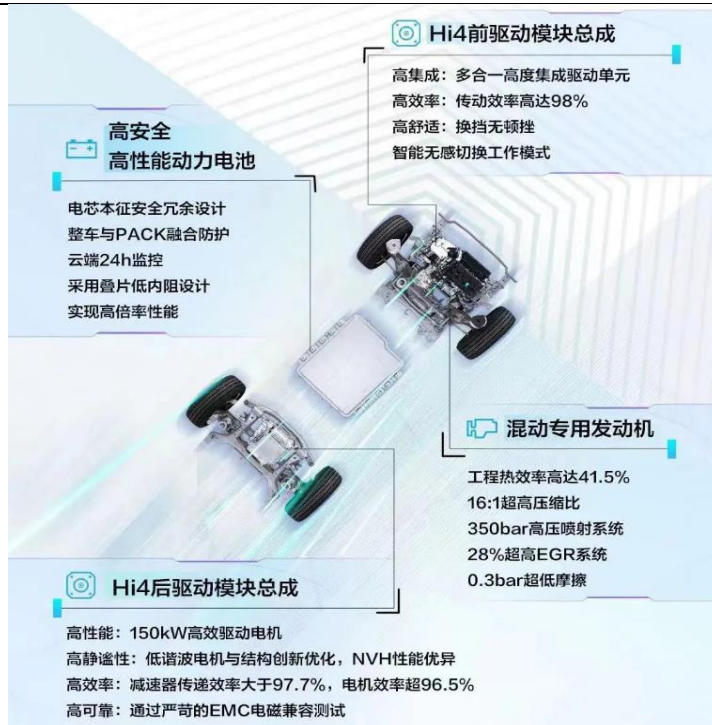 Hi4前驱动模块总成
高集成：多合一高度集成驱动单元
高效率：传动效率高达98%
高舒适：换挡无顿挫
智能无感切换工作模式
高安全
高性能动力电池
电芯本征安全冗余设计
整车与PACK融合防护
云端24h监控
采用叠片低内阻设计
实现高倍率性能
混动专用发动机
工程热效率高达41.5%
16:1超高压缩比
350bar高压喷射系统
28%超高EGR系统
0.3bar超低摩擦
Hi4后驱动模块总成
高性能：150kW高效驱动电机
高静谧性：低谐波电机与结构创新优化，NVH性能优异
高效率：减速器传递效率大于97.7%，电机效率超96.5%
高可靠：通过严苛的EMC电磁兼容测试